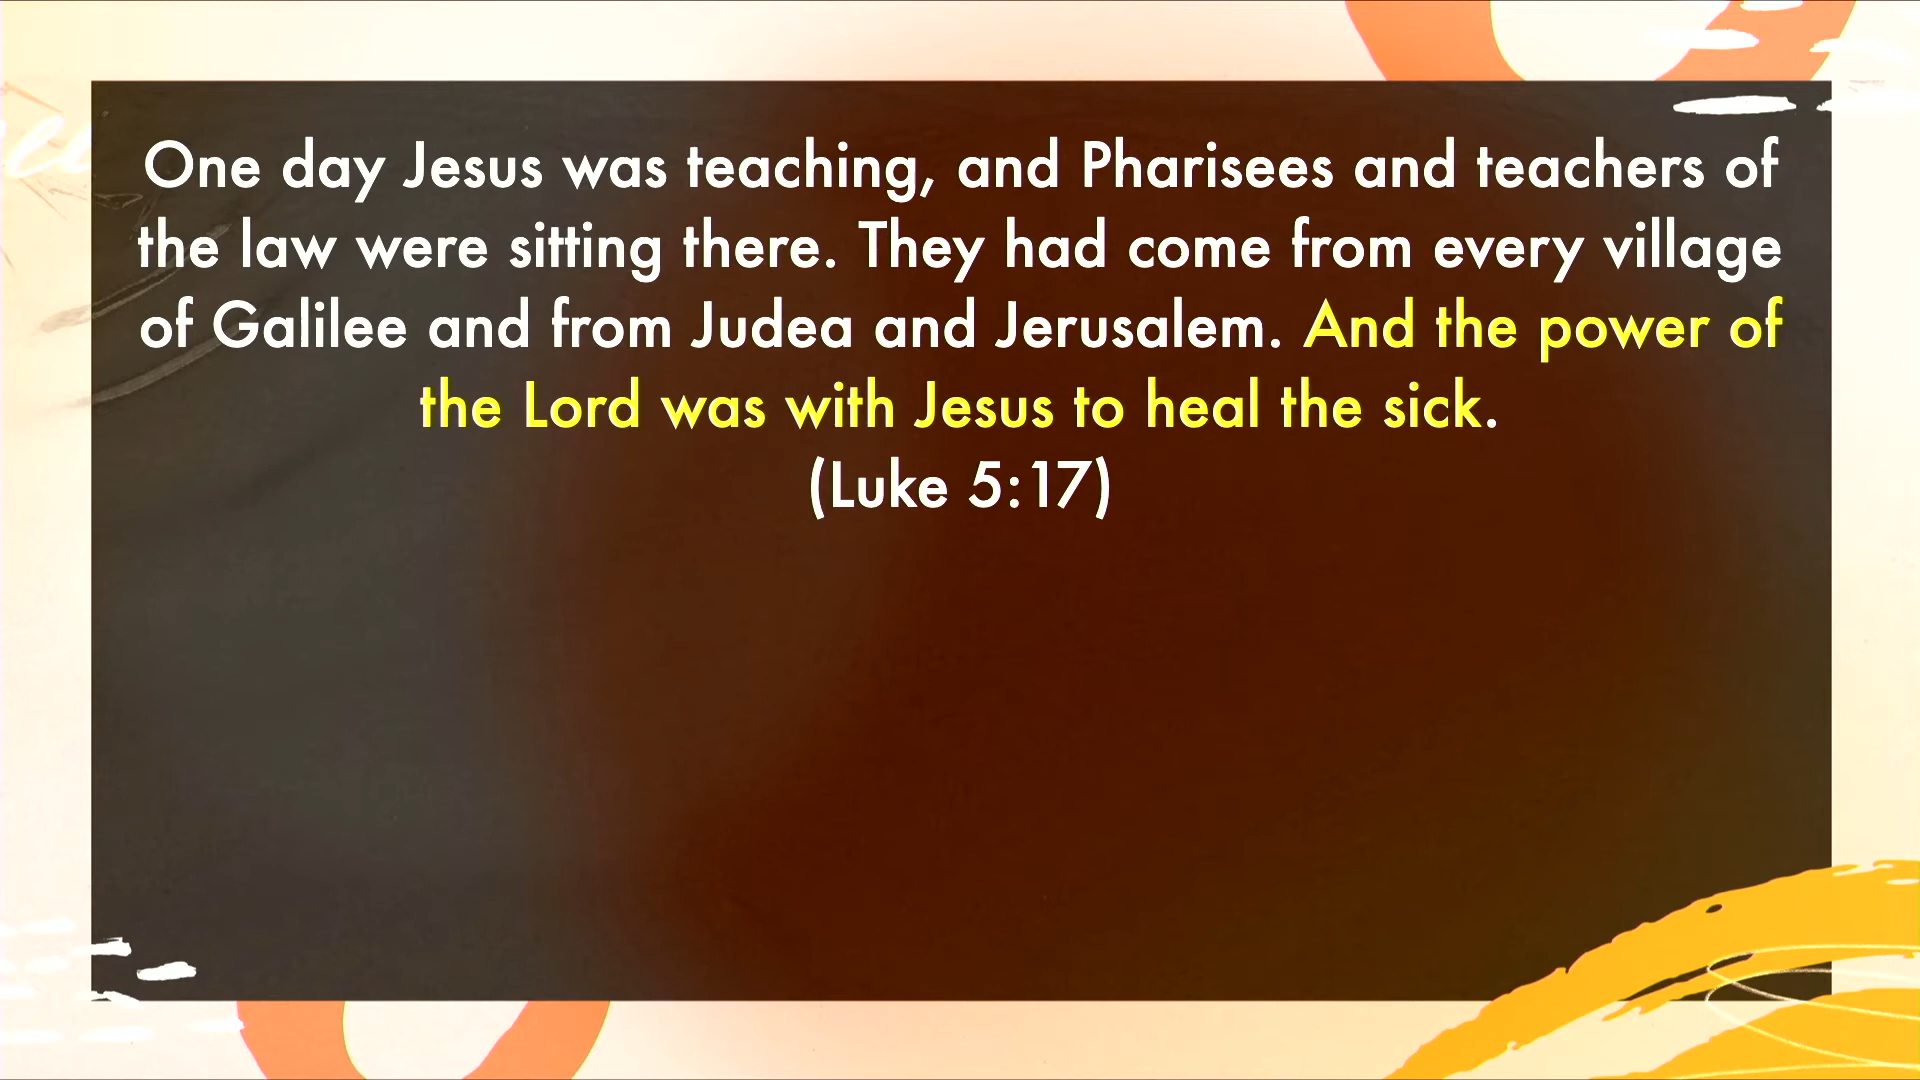 One day Jesus was teaching, and Pharisees and teachers of
the law were sitting there. They had come from every village
of Galilee and from Judea and Jerusalem. And the power of
the Lord was with Jesus to heal the sick.
(Luke 5:17)